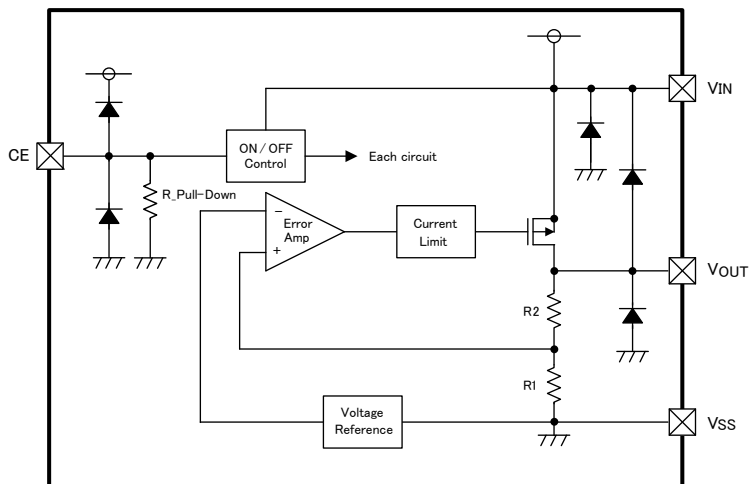 VIN
CE
ON/OFF
Control
Each circuit
R_Pull-Down
−
Error
Amp
+
Current
Limit
VOUT
R2
R1
Voltage
Reference
VSS